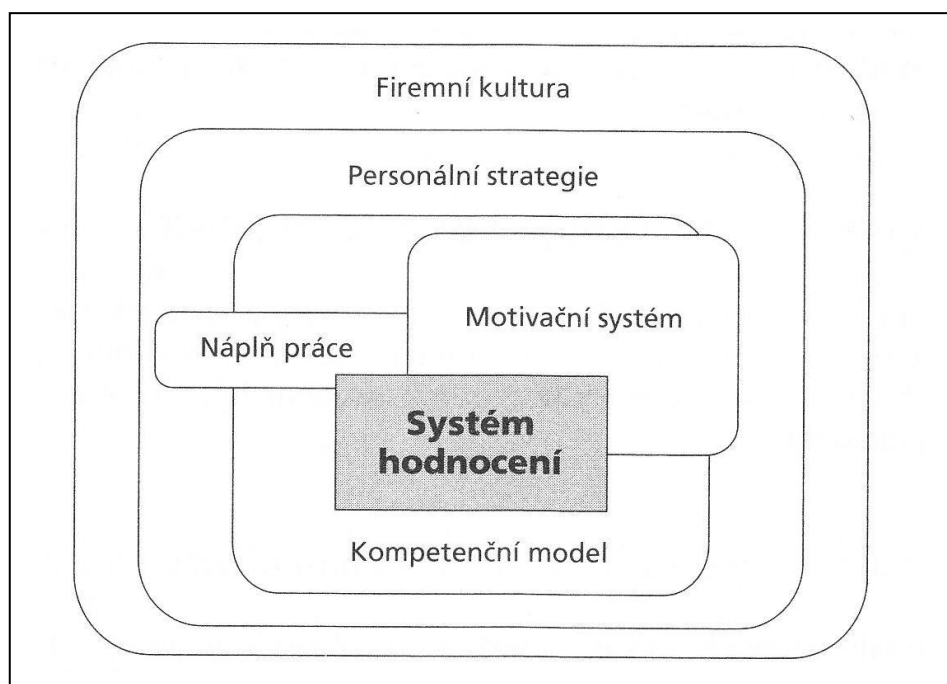 Firemní kultura
Personální strategie
Motivační systém
Náplň práce
Systém
hodnocení
Kompetenční model